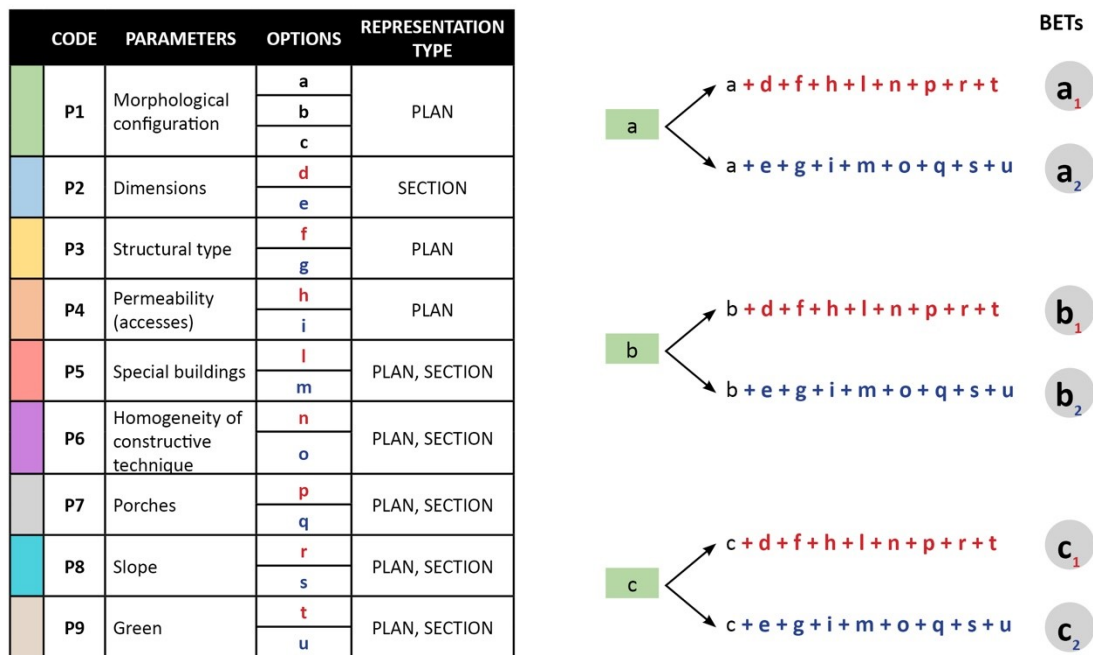 CODE PARAMETERS OPTIONS REPRESENTATION TYPE
P1 Morphological configuration a b c PLAN
P2 Dimensions d e SECTION
P3 Structural type f g PLAN
P4 Permeability (accesses) h i PLAN
P5 Special buildings l m PLAN, SECTION
P6 Homogeneity of constructive technique n o PLAN, SECTION
P7 Porches p q PLAN, SECTION
P8 Slope r s PLAN, SECTION
P9 Green t u PLAN, SECTION
BETs
a
a + d + f + h + l + n + p + r + t a1
a + e + g + i + m + o + q + s + u a2
b
b + d + f + h + l + n + p + r + t b1
b + e + g + i + m + o + q + s + u b2
c
c + d + f + h + l + n + p + r + t c1
c + e + g + i + m + o + q + s + u c2